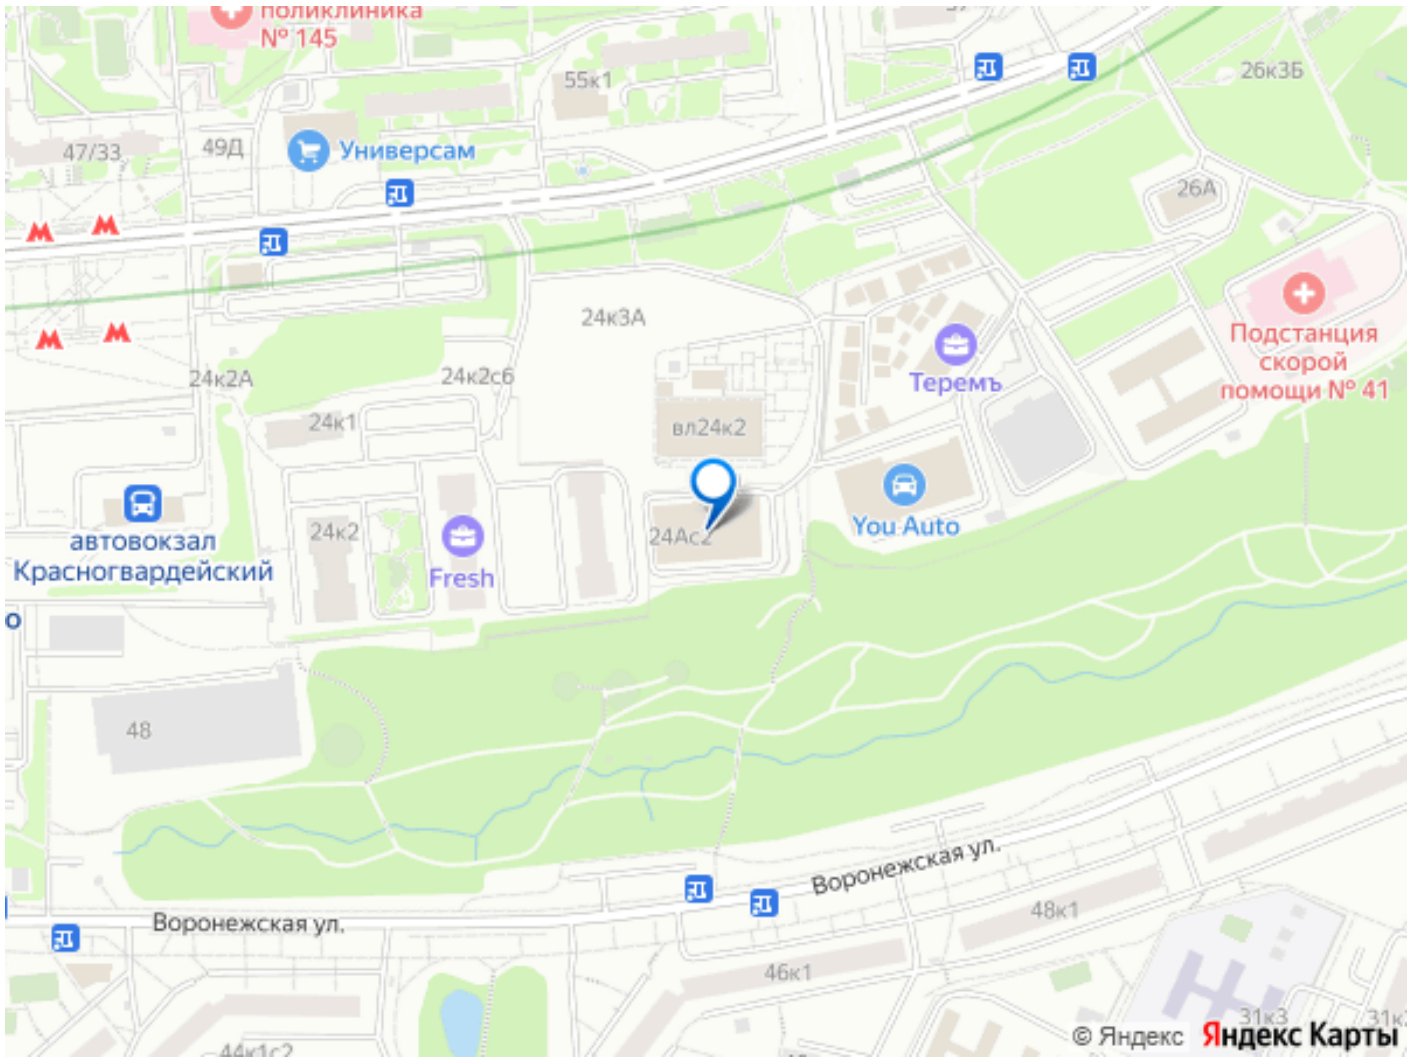 поликлиника
№ 145
55к1
26к3Б
47/33
49Д
Универсам
26А
24к3А
Подстанция
скорой
помощи № 41
Теремъ
24к2А
24к2с6
24к1
вл24к2
You Auto
24к2
24Ас2
Fresh
автовокзал
Красногвардейский
о
48
Воронежская ул.
Воронежская ул.
48к1
46к1
31к3
44к1с2
© Яндекс
Яндекс Карты